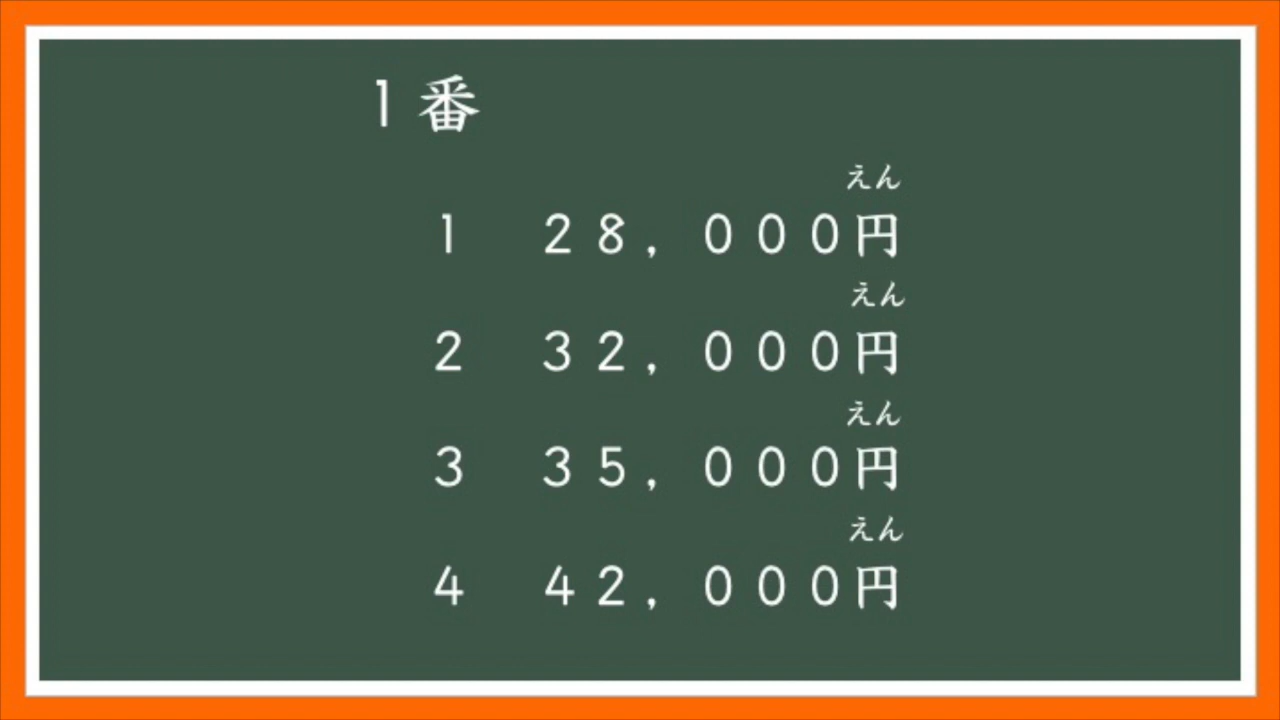 1番
えん
1 28,000円
えん
2 32,000円
えん
3 35,000円
えん
4 42,000円